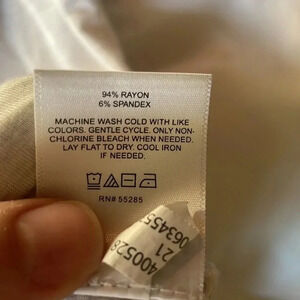 94% RAYON
6% SPANDEX
MACHINE WASH COLD WITH LIKE
COLORS. GENTLE CYCLE. ONLY NON-
CHLORINE BLEACH WHEN NEEDED.
LAY FLAT TO DRY. COOL IRON
IF NEEDED.
RN# 55285
063455
21
400526